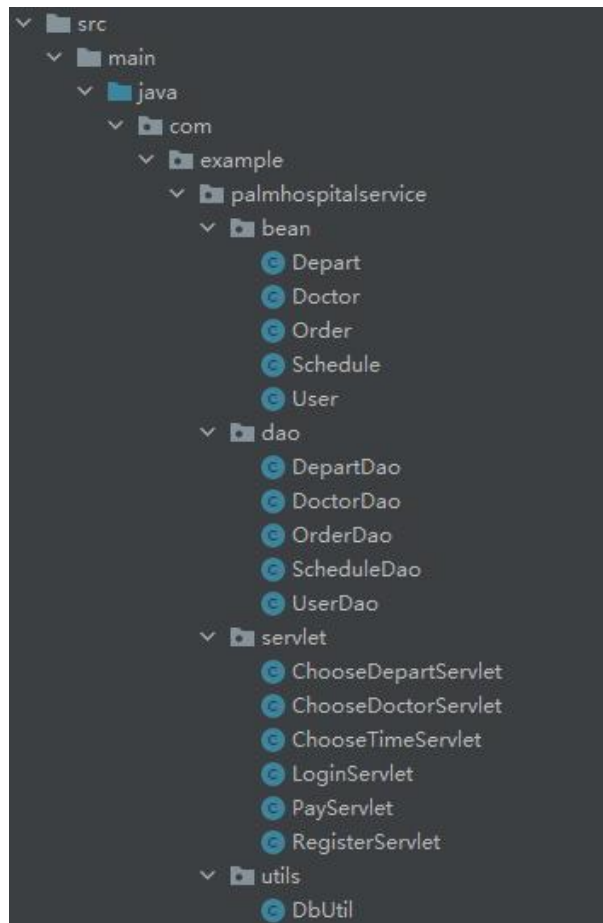 src
main
java
com
example
palmhospitalservice
bean
Depart
Doctor
Order
Schedule
User
dao
DepartDao
DoctorDao
OrderDao
ScheduleDao
UserDao
servlet
ChooseDepartServlet
ChooseDoctorServlet
ChooseTimeServlet
LoginServlet
PayServlet
RegisterServlet
utils
DbUtil